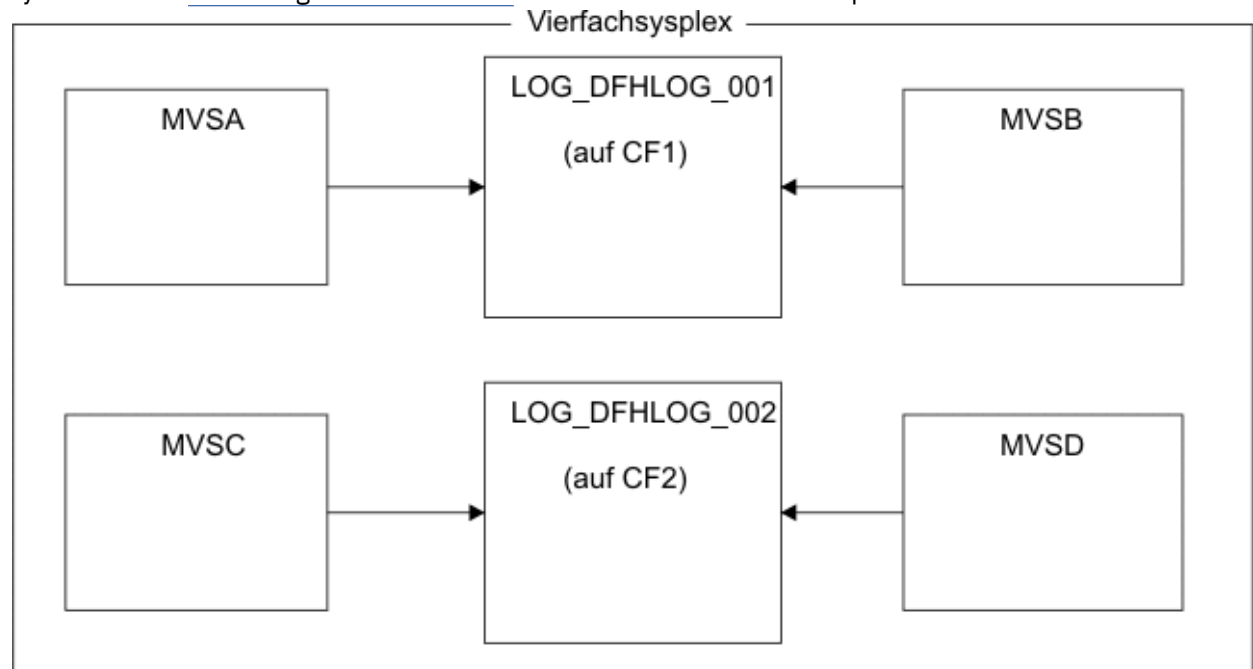 Vierfachsysplex
MVSA
LOG_DFHLOG_001
(auf CF1)
MVSB
MVSC
LOG_DFHLOG_002
(auf CF2)
MVSD